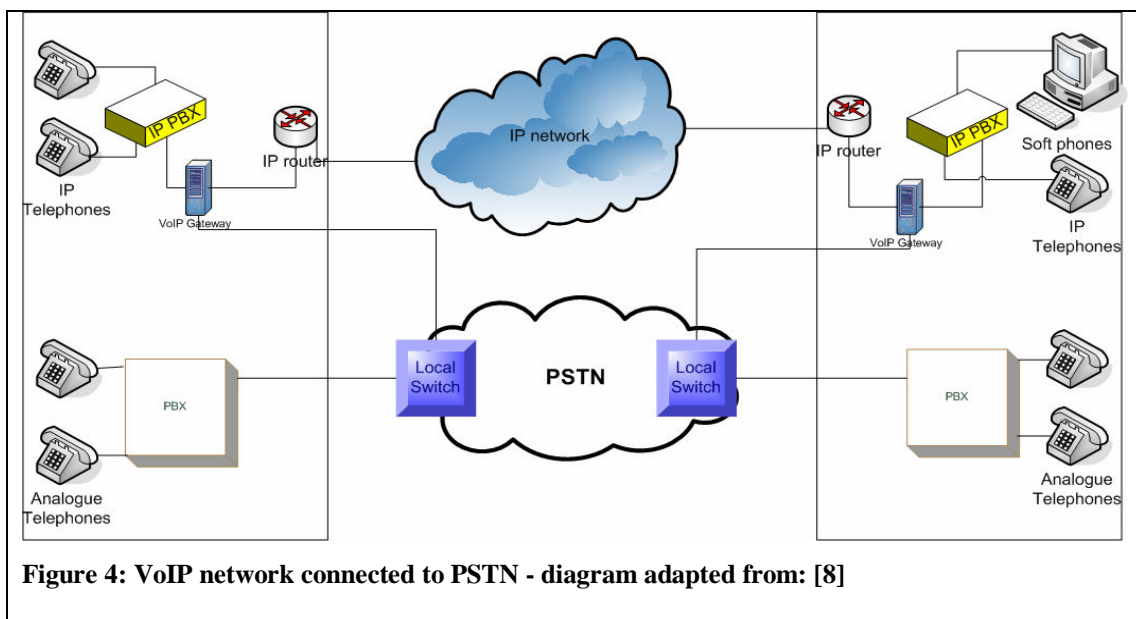 IP PBX
IP
Telephones
VoIP Gateway
IP router
IP network
IP router
IP PBX
Soft phones
VoIP Gateway
IP
Telephones
PBX
Analogue
Telephones
Local
Switch
PSTN
Local
Switch
PBX
Analogue
Telephones
Figure 4: VoIP network connected to PSTN - diagram adapted from: [8]